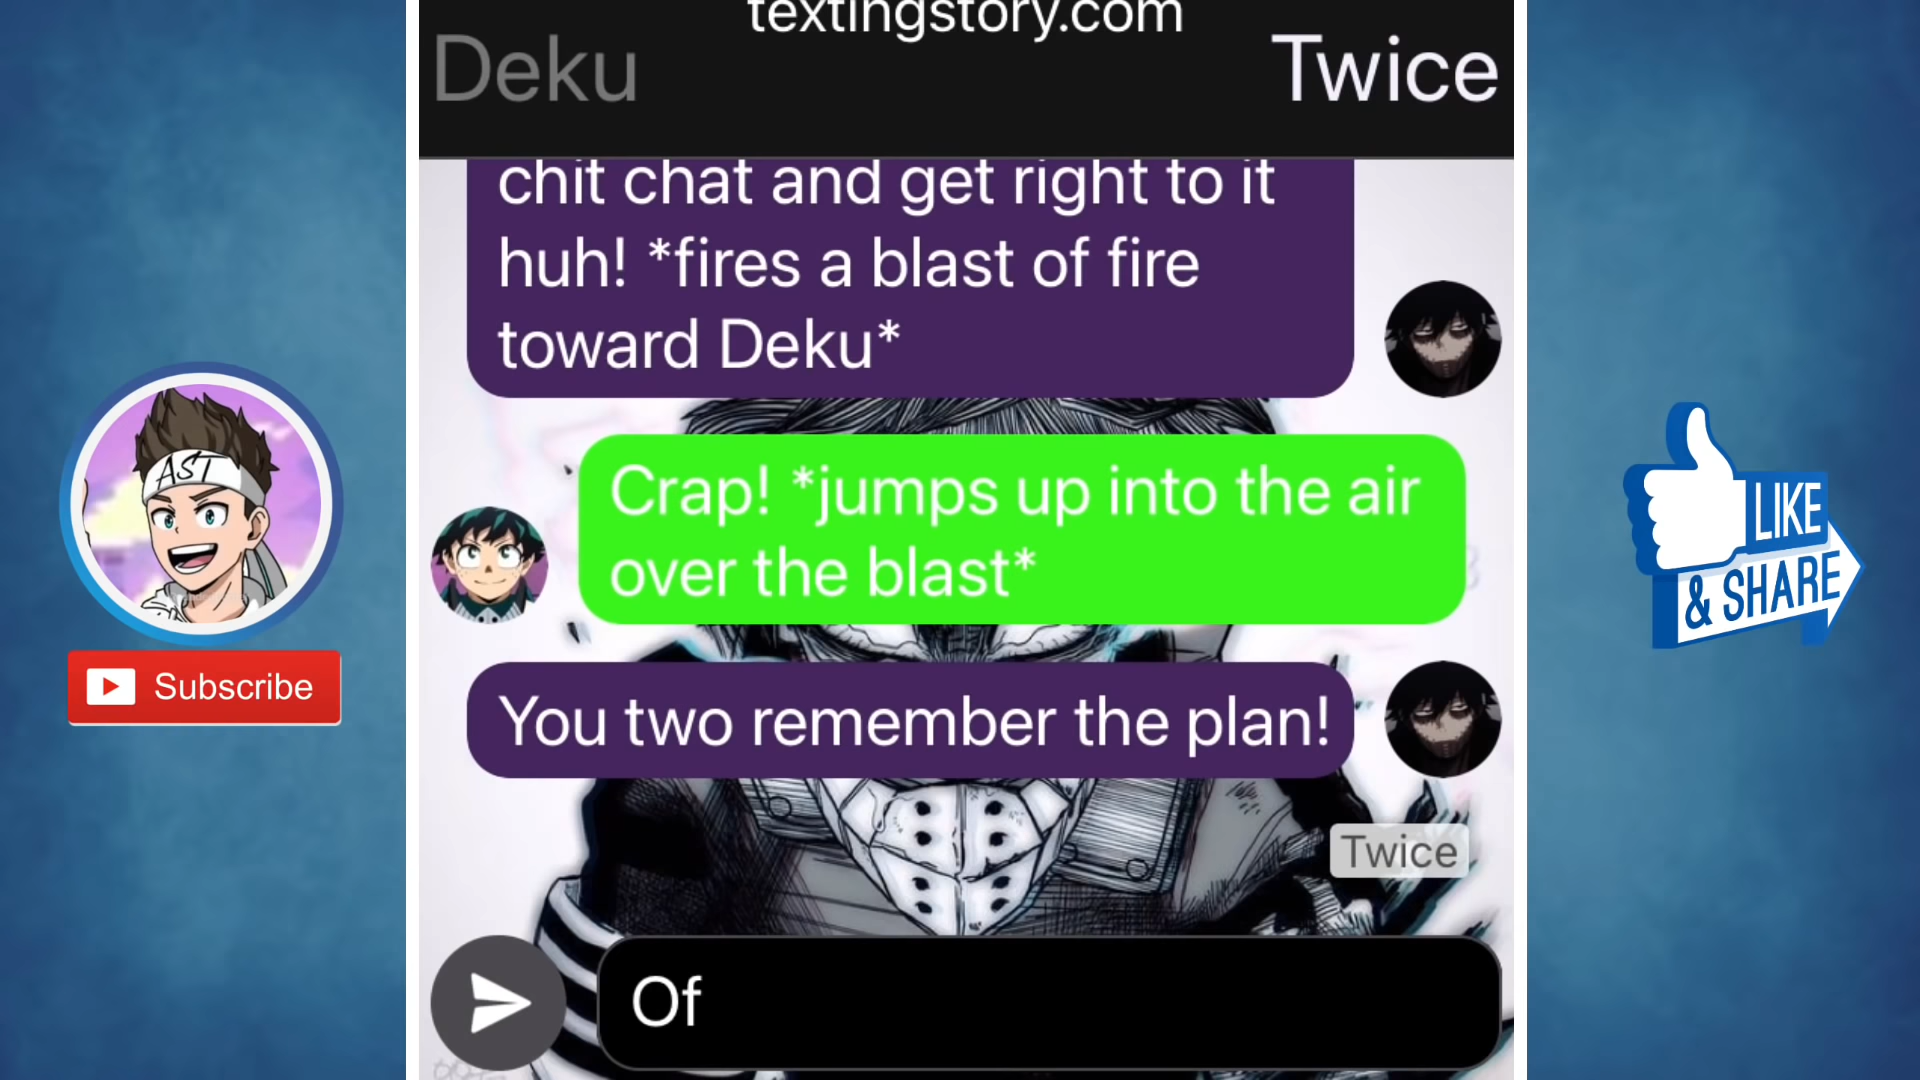 textingstory.com
Deku
Twice
chit chat and get right to it
huh! *fires a blast of fire
toward Deku*
Crap! *jumps up into the air
over the blast*
You two remember the plan!
Twice
Of
AST
Subscribe
LIKE
& SHARE